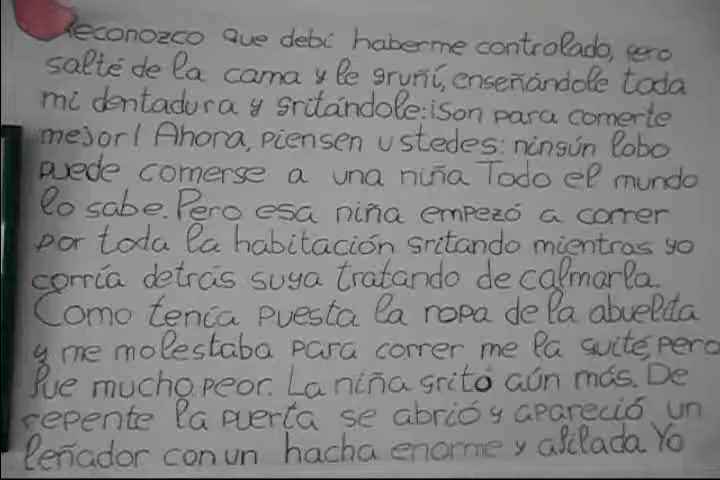 Reconozco que debí haberme controlado, pero
salté de la cama y le gruñí, enseñándole toda
mi dentadura y gritándole: ¡Son para comerte
mejor! Ahora, piensen ustedes: ningún lobo
puede comerse a una niña Todo el mundo
lo sabe. Pero esa niña empezó a correr
por toda la habitación gritando mientras yo
corría detrás suya tratando de calmarla.
Como tenía puesta la ropa de la abuelita
y me molestaba para correr me la quité, pero
fue mucho peor. La niña gritó aún más. De
repente la puerta se abrió y apareció un
leñador con un hacha enorme y afilada. Yo